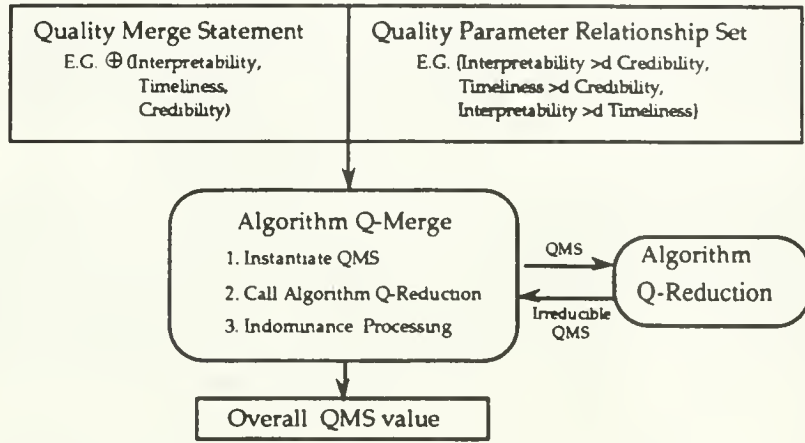 Quality Merge Statement
E.G. ⊕ (Interpretability,
Timeliness,
Credibility)
Quality Parameter Relationship Set
E.G. (Interpretability >d Credibility,
Timeliness >d Credibility,
Interpretability >d Timeliness)
Algorithm Q-Merge
1. Instantiate QMS
2. Call Algorithm Q-Reduction
3. Indominance Processing
QMS
Irreducible
QMS
Algorithm
Q-Reduction
Overall QMS value